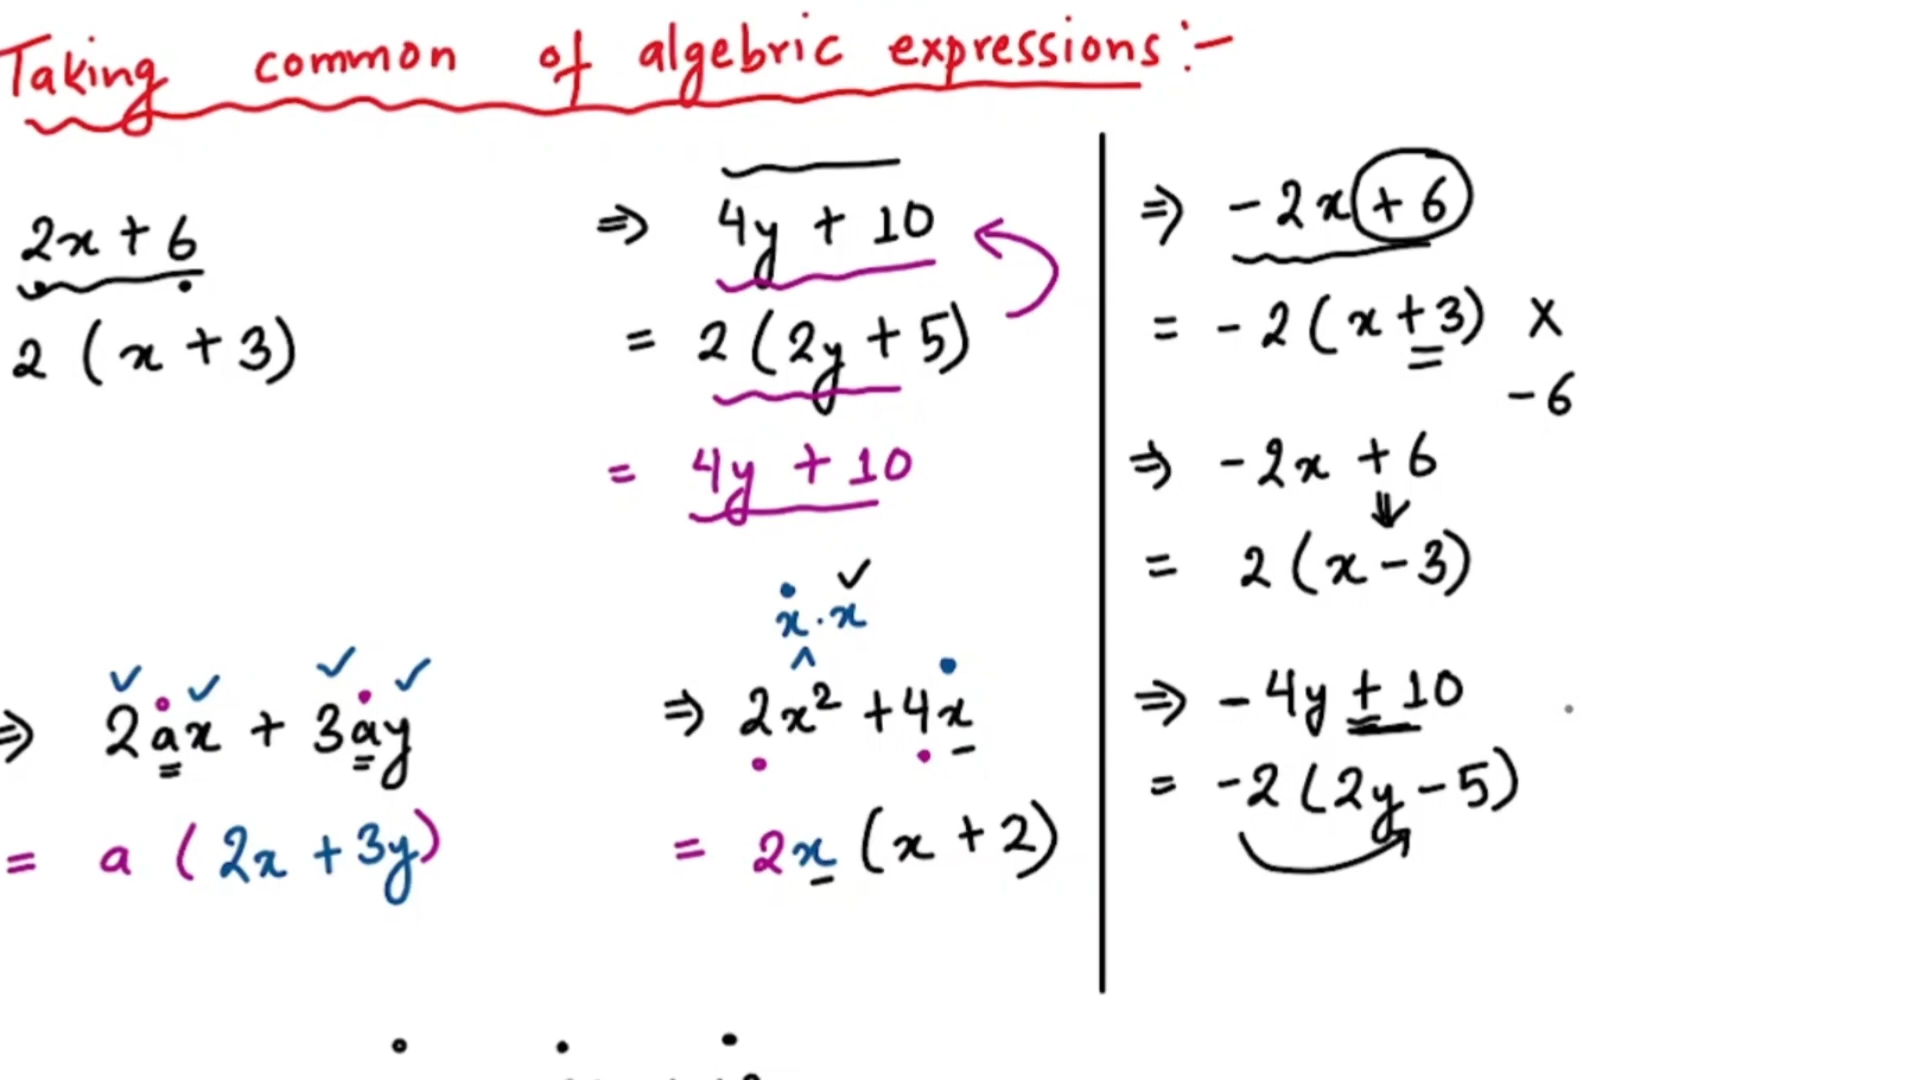 Taking common of algebric expressions :-
2x + 6
2 (x + 3)
⇒ 4y + 10
= 2 (2y + 5)
= 4y + 10
⇒ 2ax + 3ay
= a (2x + 3y)
x . x
⇒ 2x² + 4x
= 2x (x + 2)
⇒ - 2x + 6
= - 2 (x + 3) X
- 6
⇒ - 2x + 6
= 2 (x - 3)
⇒ - 4y + 10
= - 2 (2y - 5)